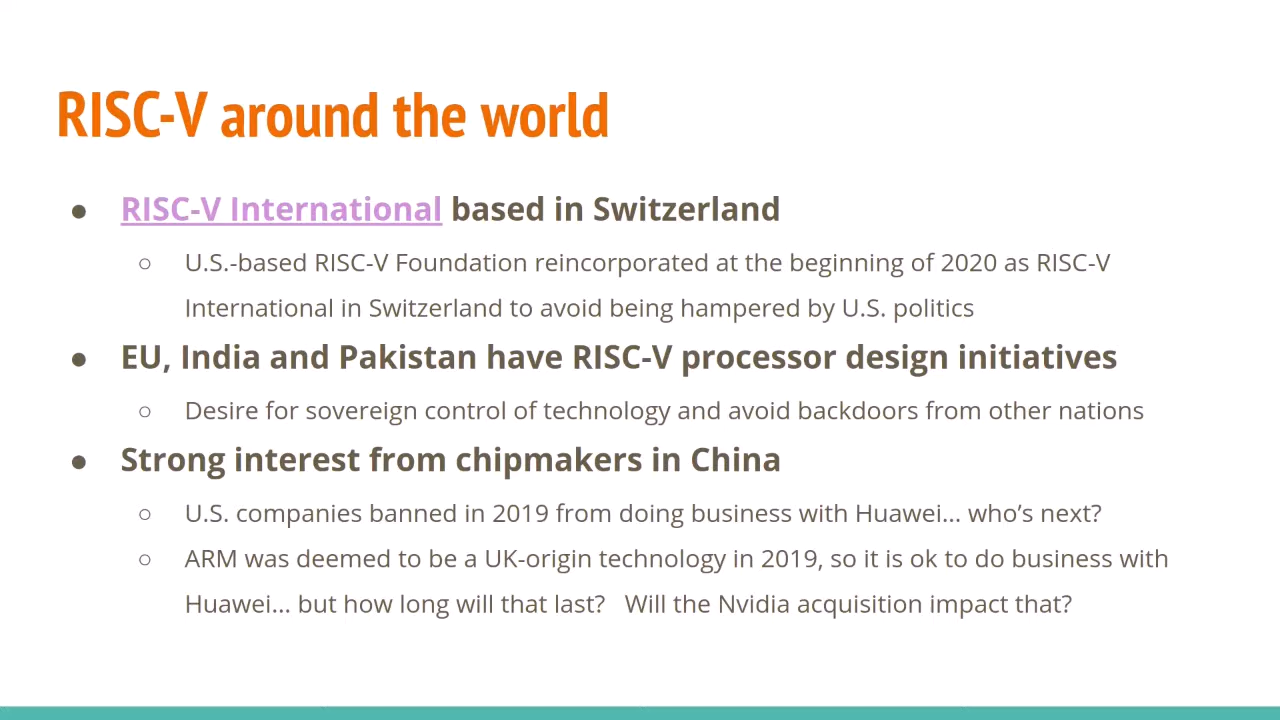 RISC-V around the world
● RISC-V International based in Switzerland
○ U.S.-based RISC-V Foundation reincorporated at the beginning of 2020 as RISC-V
International in Switzerland to avoid being hampered by U.S. politics
● EU, India and Pakistan have RISC-V processor design initiatives
○ Desire for sovereign control of technology and avoid backdoors from other nations
● Strong interest from chipmakers in China
○ U.S. companies banned in 2019 from doing business with Huawei... who’s next?
○ ARM was deemed to be a UK-origin technology in 2019, so it is ok to do business with
Huawei... but how long will that last?   Will the Nvidia acquisition impact that?